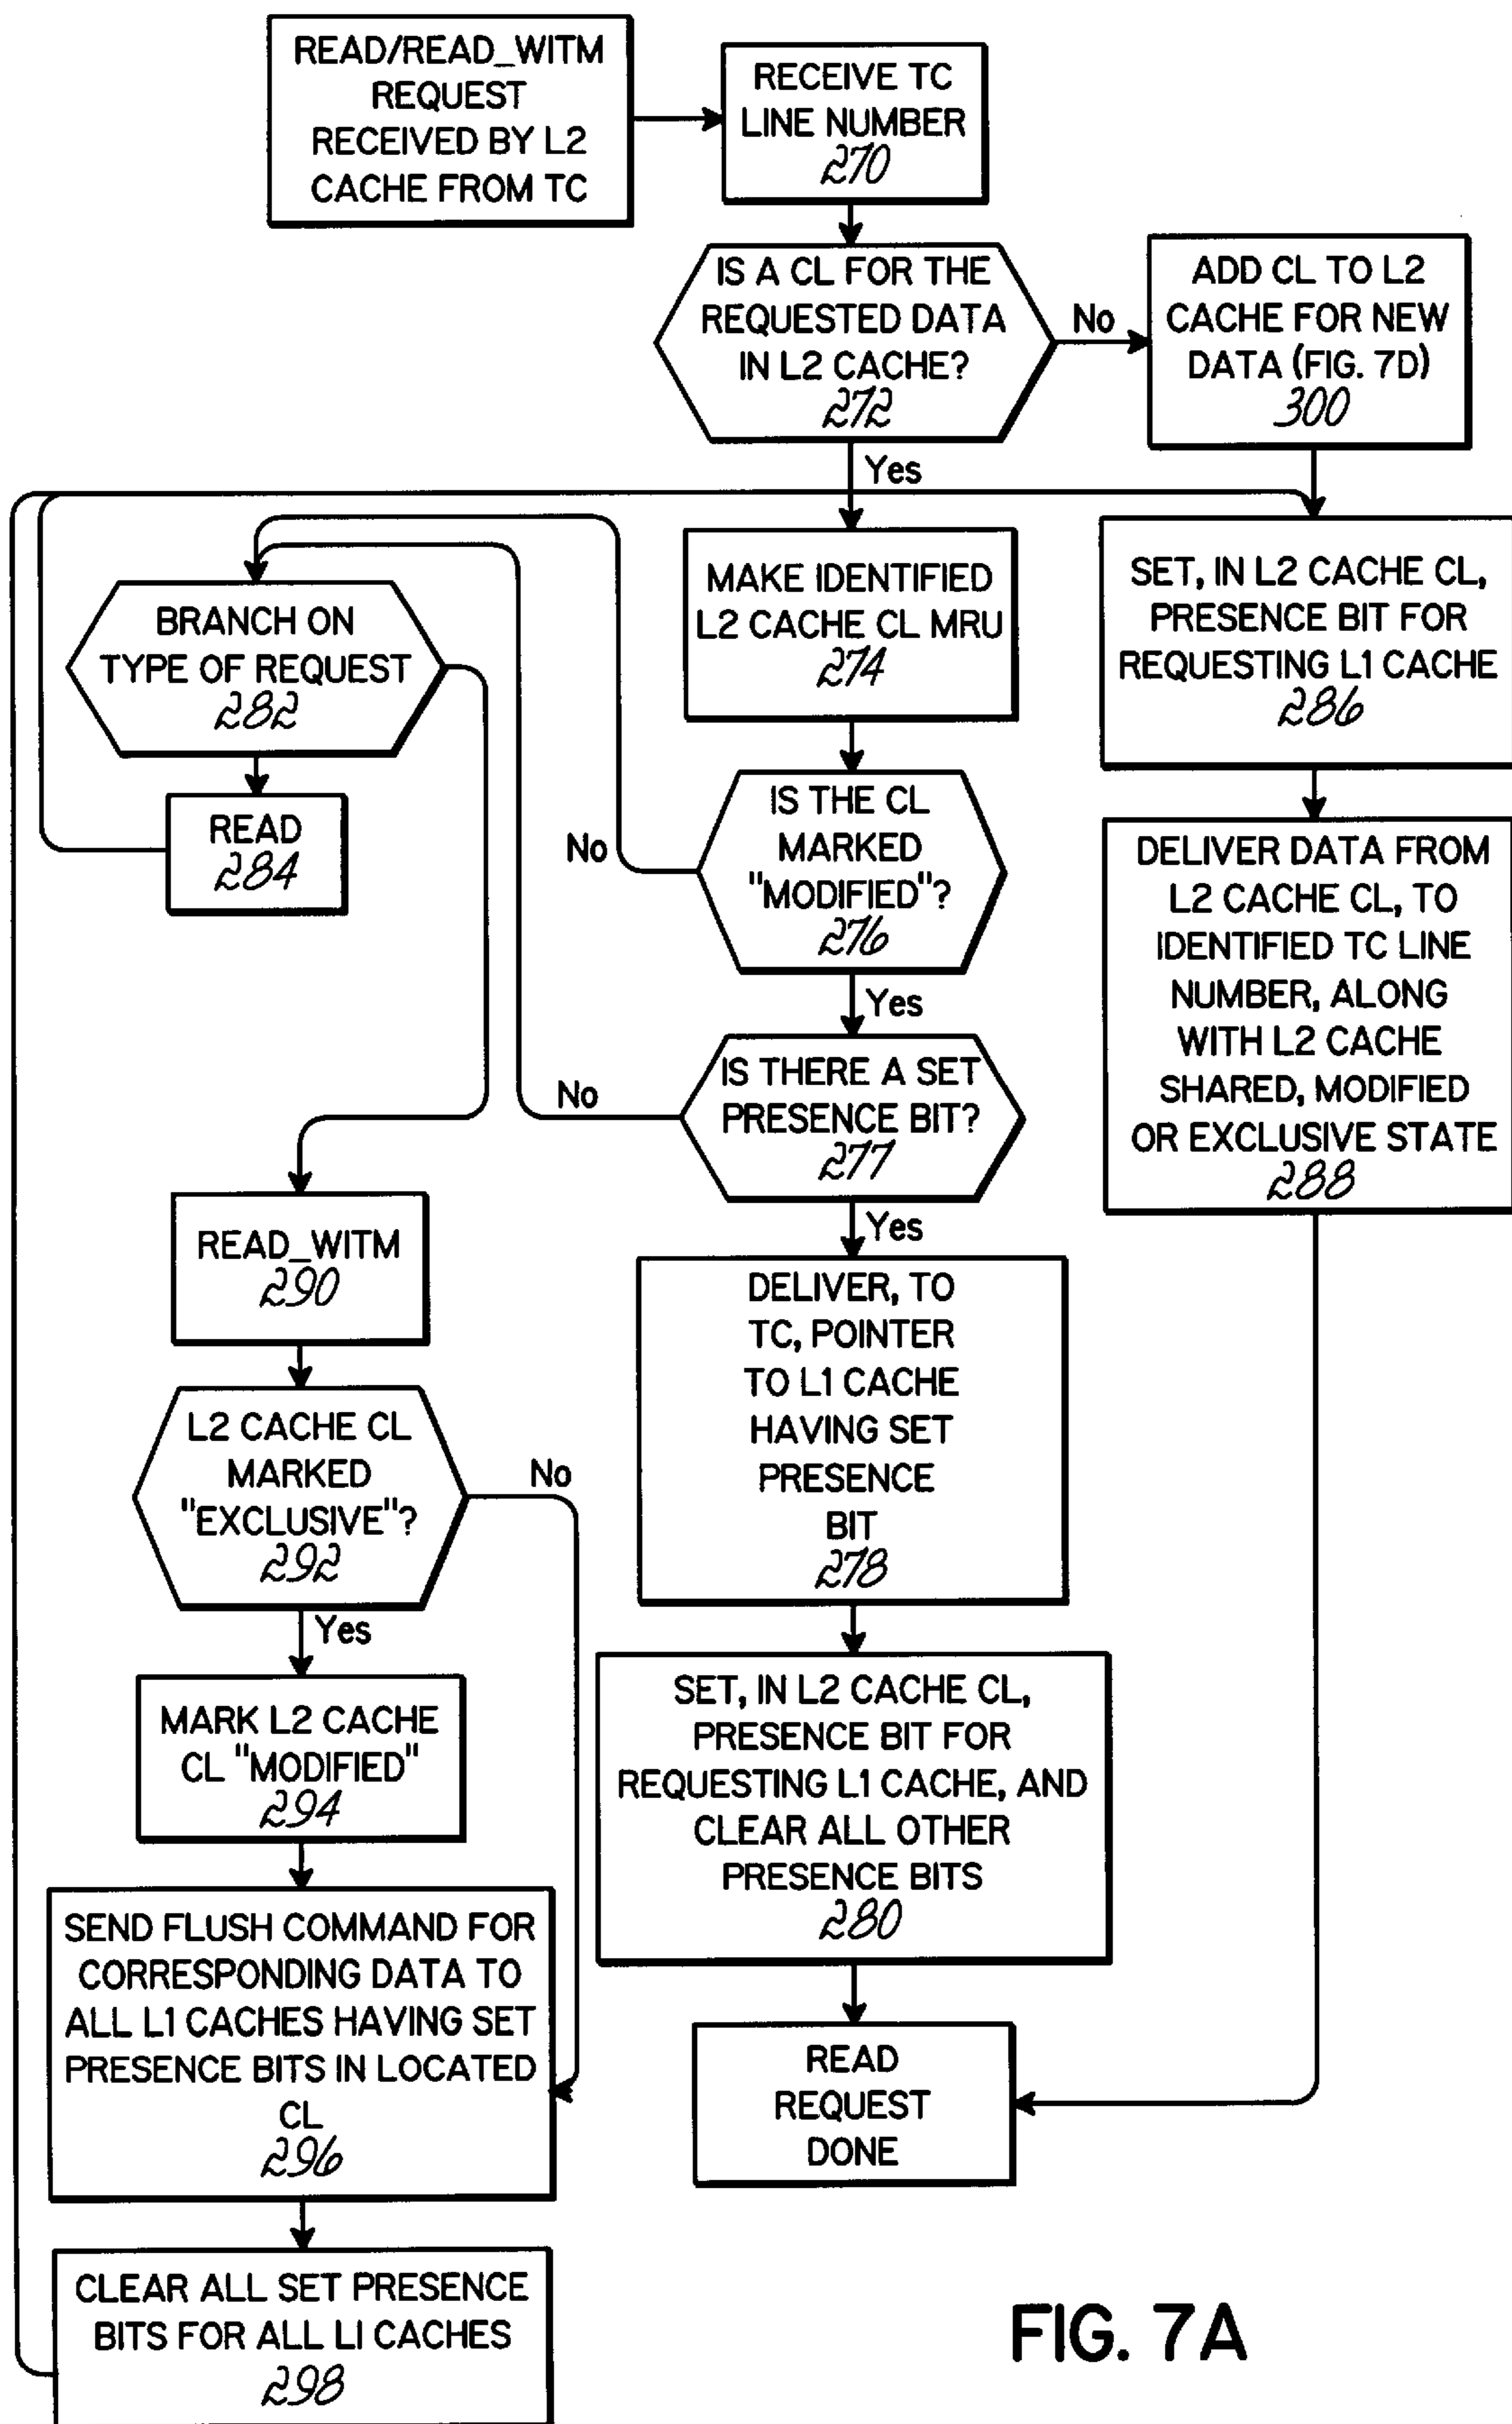 READ/READ_WITM
REQUEST
RECEIVED BY L2
CACHE FROM TC
RECEIVE TC
LINE NUMBER
270
IS A CL FOR THE
REQUESTED DATA
IN L2 CACHE?
272
No
Yes
ADD CL TO L2
CACHE FOR NEW
DATA (FIG. 7D)
300
BRANCH ON
TYPE OF REQUEST
282
READ
284
MAKE IDENTIFIED
L2 CACHE CL MRU
274
SET, IN L2 CACHE CL,
PRESENCE BIT FOR
REQUESTING L1 CACHE
286
IS THE CL
MARKED
"MODIFIED"?
276
No
Yes
DELIVER DATA FROM
L2 CACHE CL, TO
IDENTIFIED TC LINE
NUMBER, ALONG
WITH L2 CACHE
SHARED, MODIFIED
OR EXCLUSIVE STATE
288
IS THERE A SET
PRESENCE BIT?
277
No
Yes
READ_WITM
290
DELIVER, TO
TC, POINTER
TO L1 CACHE
HAVING SET
PRESENCE
BIT
278
L2 CACHE CL
MARKED
"EXCLUSIVE"?
292
No
Yes
MARK L2 CACHE
CL "MODIFIED"
294
SET, IN L2 CACHE CL,
PRESENCE BIT FOR
REQUESTING L1 CACHE, AND
CLEAR ALL OTHER
PRESENCE BITS
280
SEND FLUSH COMMAND FOR
CORRESPONDING DATA TO
ALL L1 CACHES HAVING SET
PRESENCE BITS IN LOCATED
CL
296
READ
REQUEST
DONE
CLEAR ALL SET PRESENCE
BITS FOR ALL LI CACHES
298
FIG. 7A